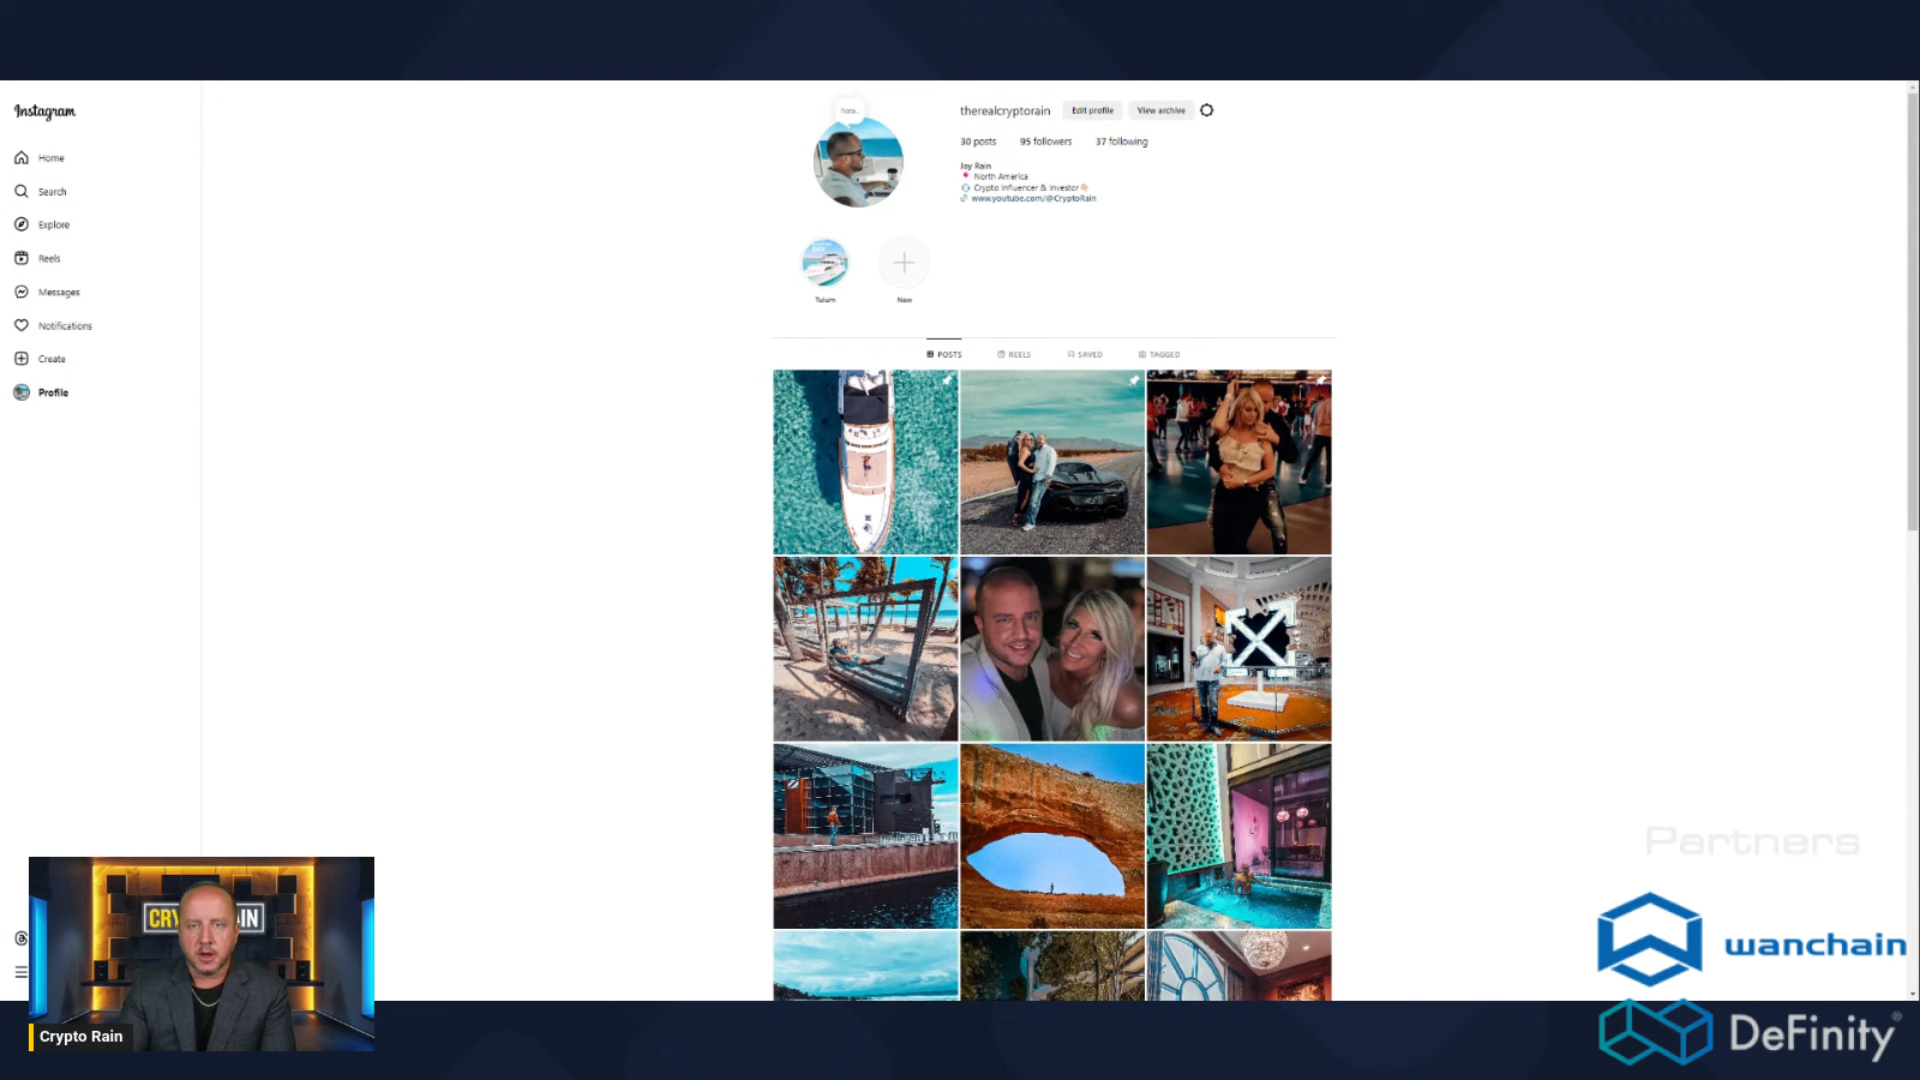 Instagram
Home
Search
Explore
Reels
Messages
Notifications
Create
Profile
Note...
therealcryptorain Edit profile View archive
30 posts 95 followers 37 following
Jay Rain
North America
Crypto Influencer & Investor
www.youtube.com/@CryptoRain
Tulum New
POSTS REELS SAVED TAGGED
Partners
wanchain
DeFinity®
Crypto Rain